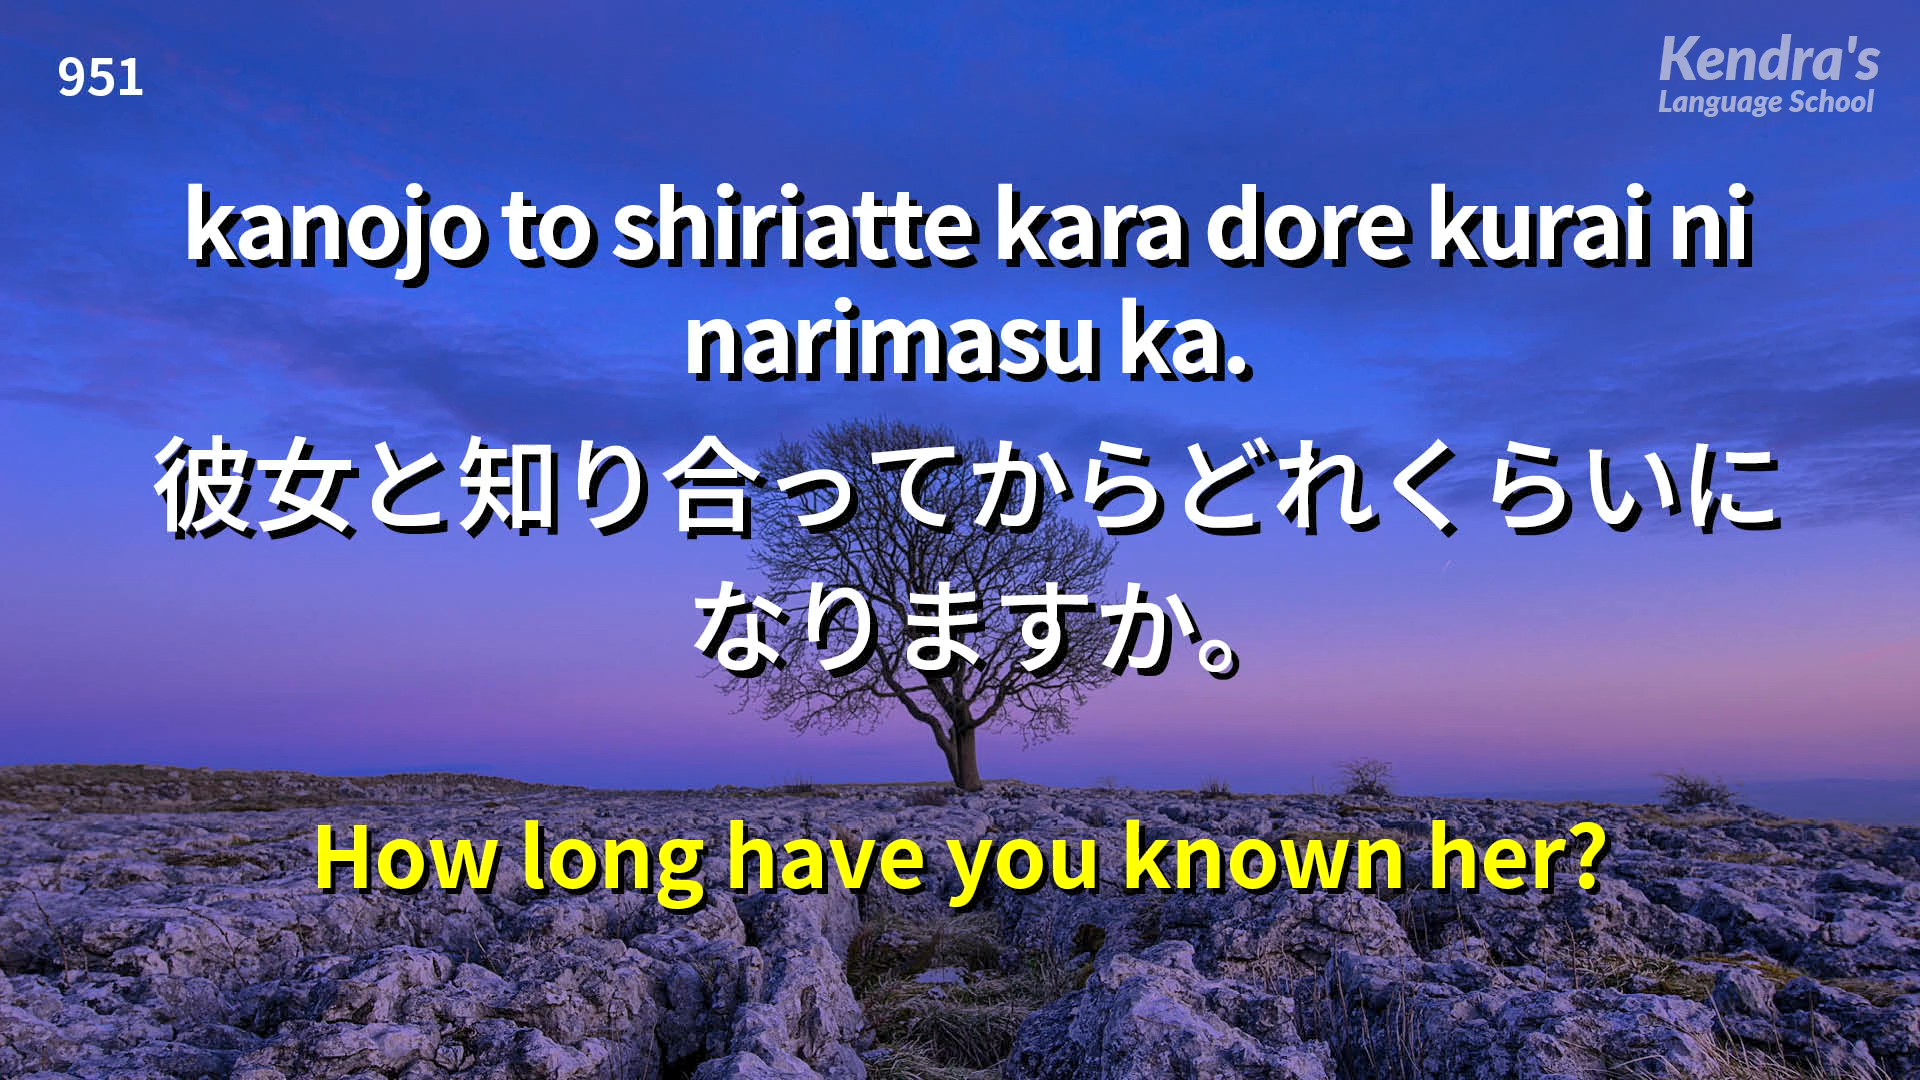 951
Kendra's
Language School
kanojo to shiriatte kara dore kurai ni
narimasu ka.
彼女と知り合ってからどれくらいに
なりますか。
How long have you known her?